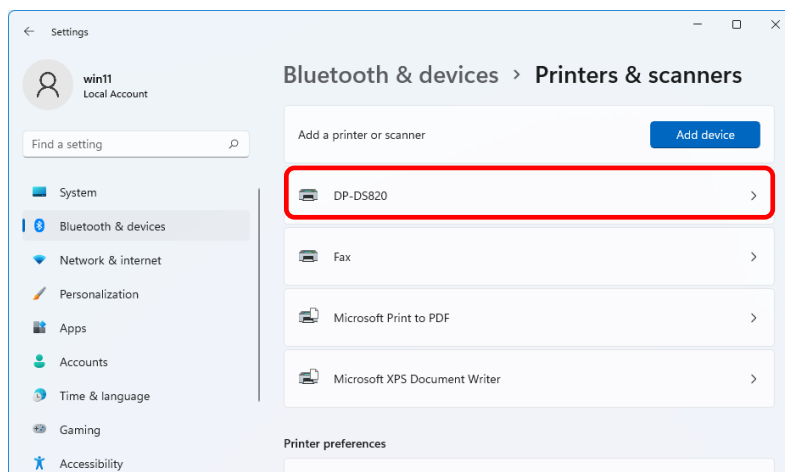 Settings
win11
Local Account
Find a setting
System
Bluetooth & devices
Network & internet
Personalization
Apps
Accounts
Time & language
Gaming
Accessibility
Bluetooth & devices > Printers & scanners
Add a printer or scanner
Add device
DP-DS820
Fax
Microsoft Print to PDF
Microsoft XPS Document Writer
Printer preferences